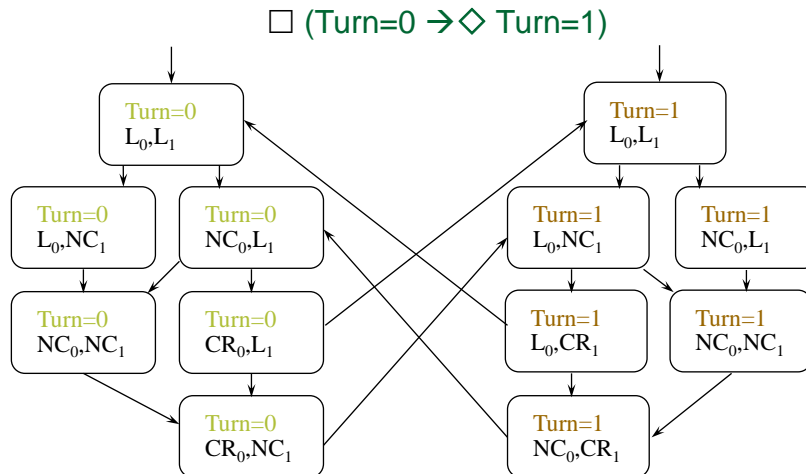 □ (Turn=0 →◇ Turn=1)
Turn=0
L₀,L₁
Turn=1
L₀,L₁
Turn=0
L₀,NC₁
Turn=0
NC₀,L₁
Turn=1
L₀,NC₁
Turn=1
NC₀,L₁
Turn=0
NC₀,NC₁
Turn=0
CR₀,L₁
Turn=1
L₀,CR₁
Turn=1
NC₀,NC₁
Turn=0
CR₀,NC₁
Turn=1
NC₀,CR₁